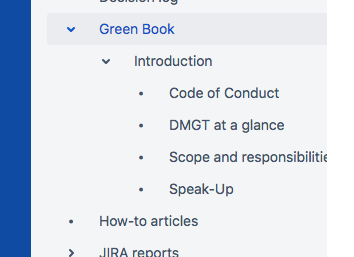 Decision log
Green Book
Introduction
Code of Conduct
DMGT at a glance
Scope and responsibilitie
Speak-Up
How-to articles
JIRA reports